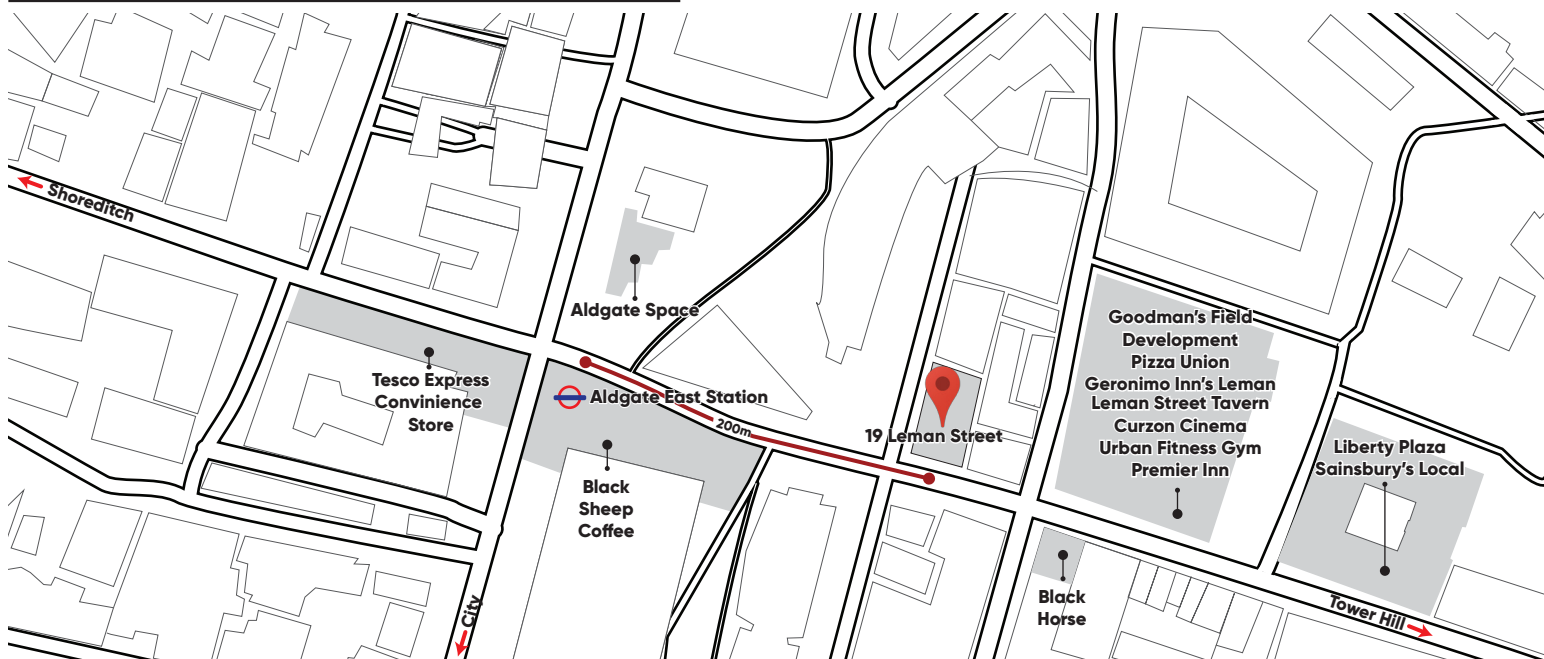 Shoreditch
Aldgate Space
Tesco Express
Convinience
Store
Aldgate East Station
200m
19 Leman Street
Goodman's Field
Development
Pizza Union
Geronimo Inn's Leman
Leman Street Tavern
Curzon Cinema
Urban Fitness Gym
Premier Inn
Liberty Plaza
Sainsbury's Local
Black
Sheep
Coffee
Black
Horse
City
Tower Hill